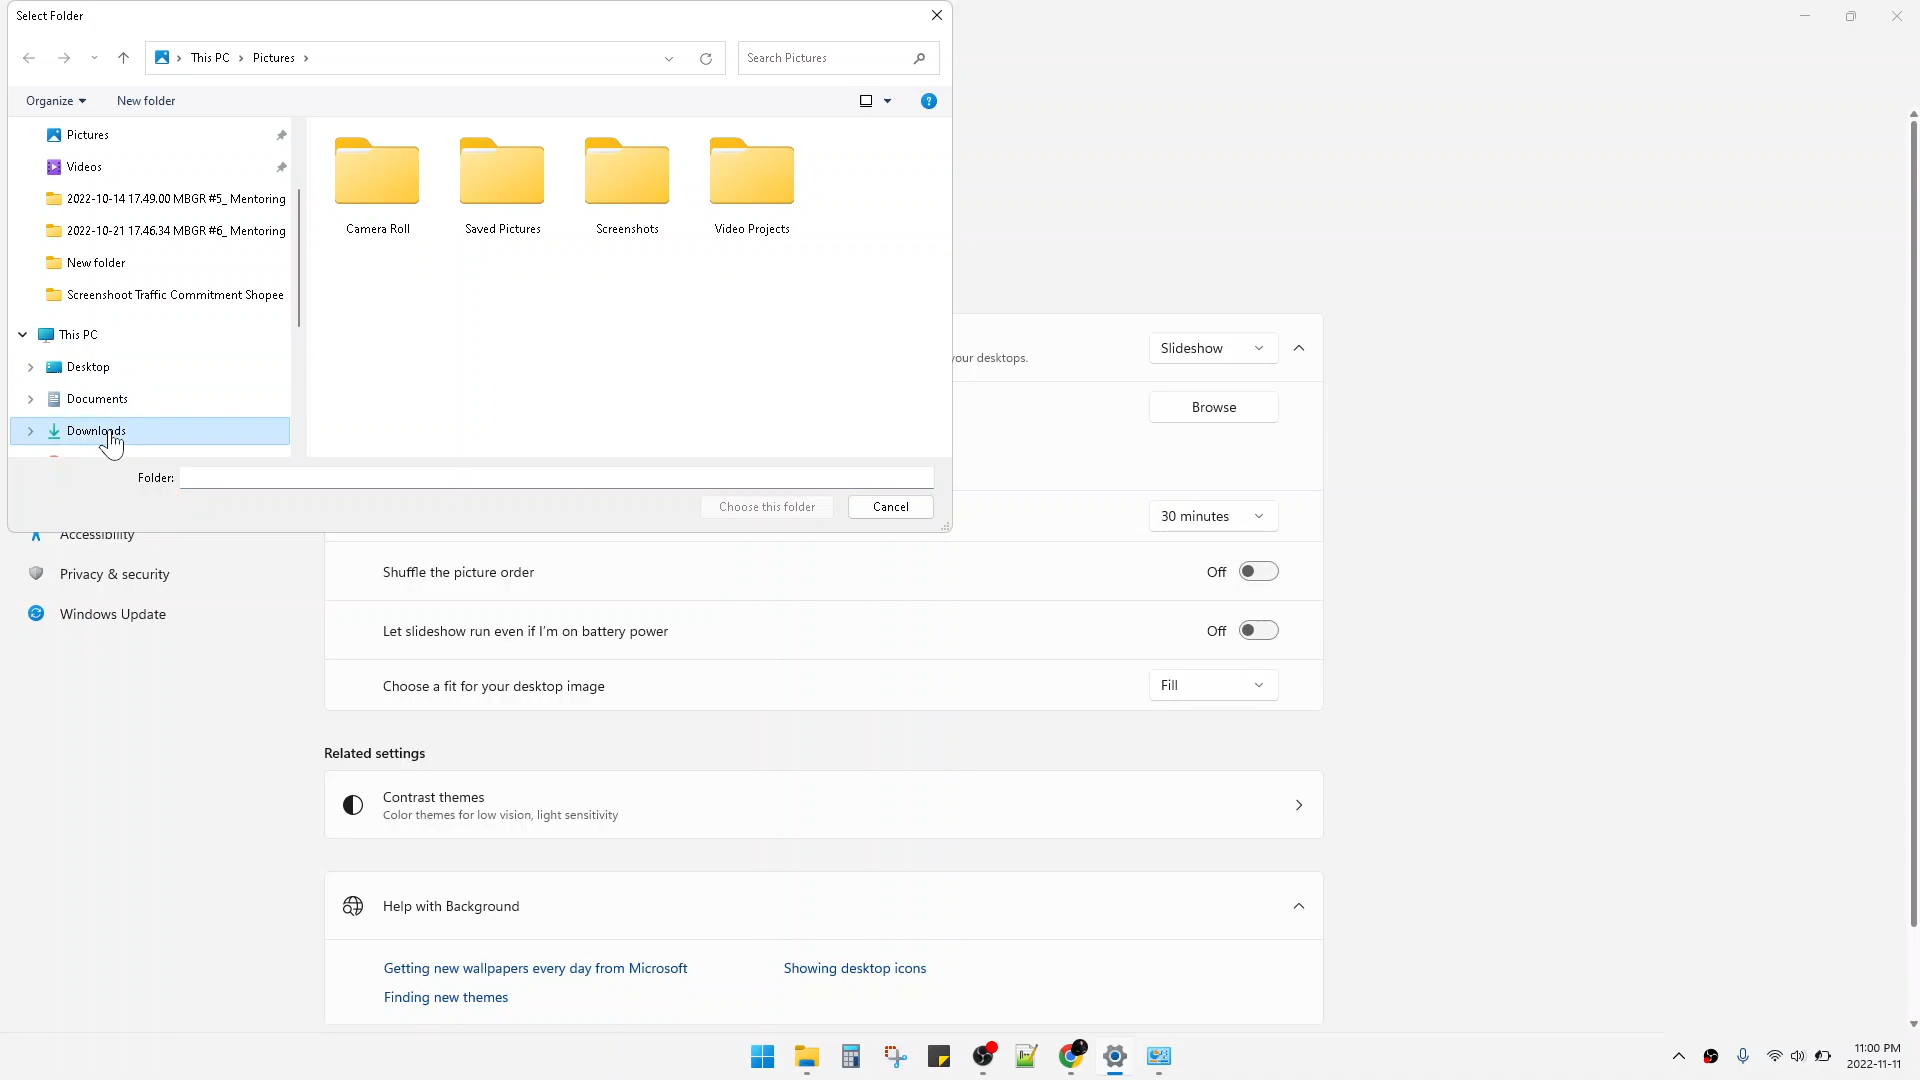 Select Folder
This PC
Pictures
Search Pictures
Organize
New folder
Pictures
Videos
2022-10-14 17.49.00 MBGR #5_ Mentoring
2022-10-21 17.46.34 MBGR #6_ Mentoring
New folder
Screenshoot Traffic Commitment Shopee
This PC
Desktop
Documents
Downloads
Camera Roll
Saved Pictures
Screenshots
Video Projects
Folder:
Choose this folder
Cancel
your desktops.
Slideshow
Browse
30 minutes
Accessibility
Privacy & security
Windows Update
Shuffle the picture order
Off
Let slideshow run even if I'm on battery power
Off
Choose a fit for your desktop image
Fill
Related settings
Contrast themes
Color themes for low vision, light sensitivity
Help with Background
Getting new wallpapers every day from Microsoft
Showing desktop icons
Finding new themes
11:00 PM
2022-11-11